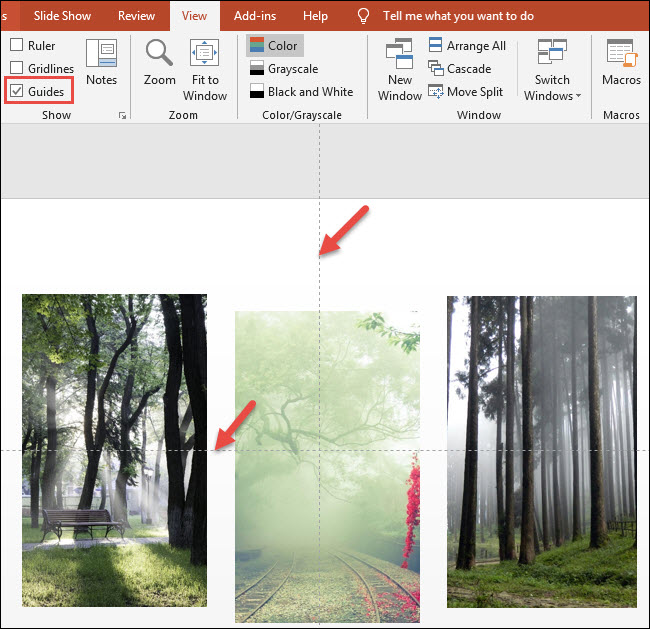 s Slide Show Review View Add-ins Help Tell me what you want to do
Ruler
Gridlines
Guides
Notes
Show
Zoom
Fit to
Window
Zoom
Color
Grayscale
Black and White
Color/Grayscale
New
Window
Arrange All
Cascade
Move Split
Switch
Windows
Window
Macros
Macros